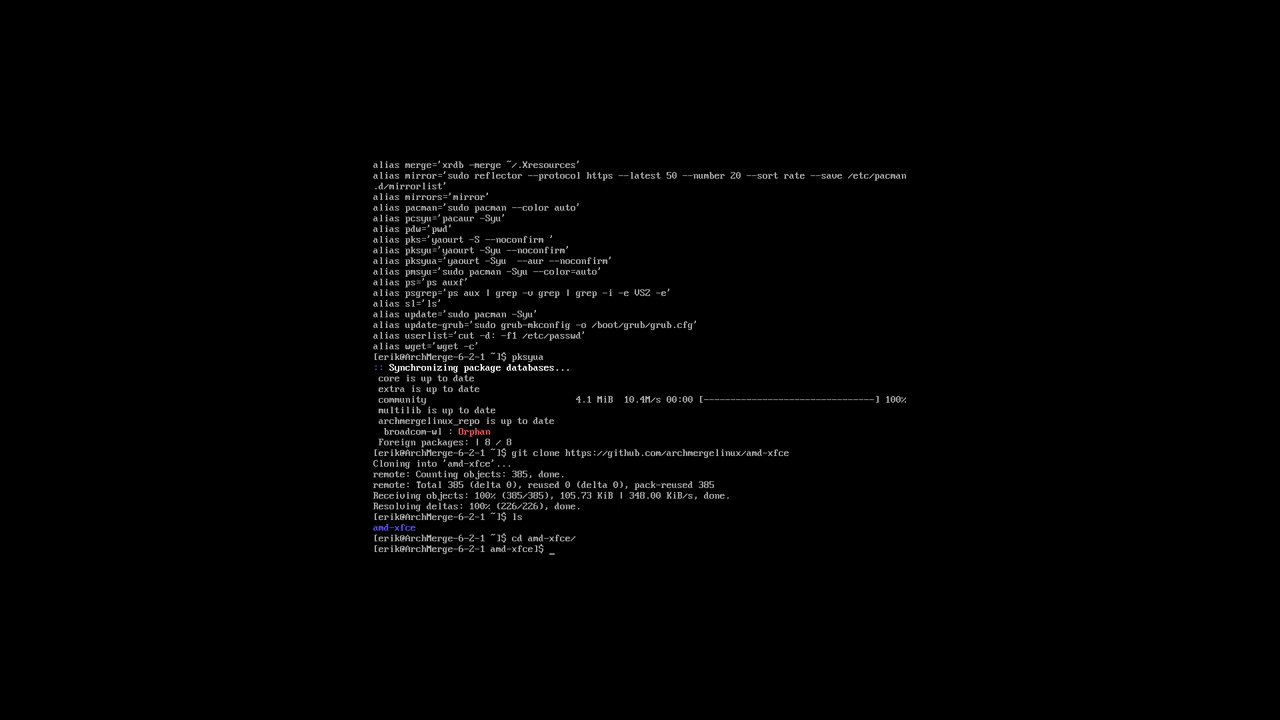 alias merge='xrdb -merge ~/.Xresources'
alias mirror='sudo reflector --protocol https --latest 50 --number 20 --sort rate --save /etc/pacman
.d/mirrorlist'
alias mirrors='mirror'
alias pacman='sudo pacman --color auto'
alias pcsyu='pacaur -Syu'
alias pdw='pwd'
alias pks='yaourt -S --noconfirm '
alias pksyu='yaourt -Syu --noconfirm'
alias pksyua='yaourt -Syu  --aur --noconfirm'
alias pmsyu='sudo pacman -Syu --color=auto'
alias ps='ps auxf'
alias psgrep='ps aux | grep -v grep | grep -i -e VSZ -e'
alias sl='ls'
alias update='sudo pacman -Syu'
alias update-grub='sudo grub-mkconfig -o /boot/grub/grub.cfg'
alias userlist='cut -d: -f1 /etc/passwd'
alias wget='wget -c'
[erik@ArchMerge-6-2-1 ~]$ pksyua
:: Synchronizing package databases...
 core is up to date
 extra is up to date
 community                            4.1 MiB  10.4M/s 00:00 [--------------------------------] 100%
 multilib is up to date
 archmergelinux_repo is up to date
  broadcom-wl : Orphan
 Foreign packages: | 8 / 8
[erik@ArchMerge-6-2-1 ~]$ git clone https://github.com/archmergelinux/amd-xfce
Cloning into 'amd-xfce'...
remote: Counting objects: 385, done.
remote: Total 385 (delta 0), reused 0 (delta 0), pack-reused 385
Receiving objects: 100% (385/385), 105.73 KiB | 348.00 KiB/s, done.
Resolving deltas: 100% (226/226), done.
[erik@ArchMerge-6-2-1 ~]$ ls
amd-xfce
[erik@ArchMerge-6-2-1 ~]$ cd amd-xfce/
[erik@ArchMerge-6-2-1 amd-xfce]$ _